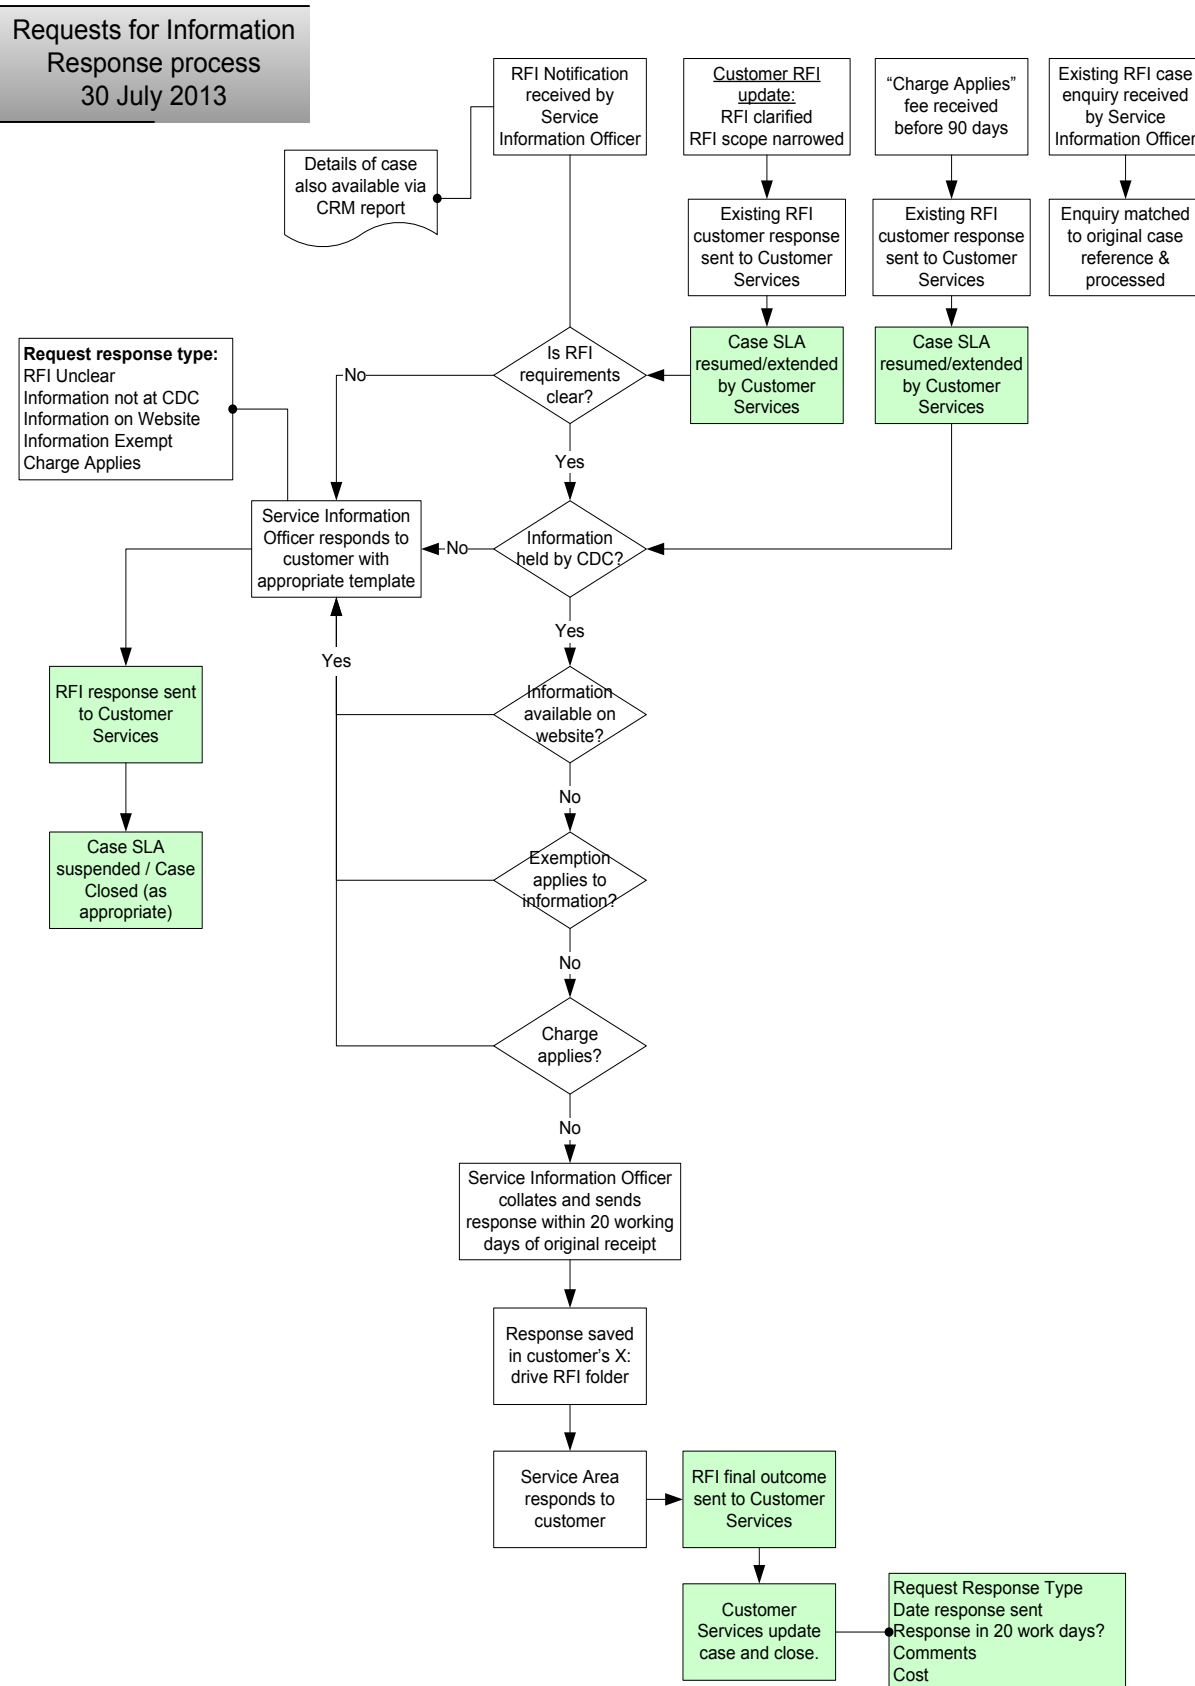 Requests for Information
Response process
30 July 2013
RFI Notification
received by
Service
Information Officer
Customer RFI
update:
RFI clarified
RFI scope narrowed
“Charge Applies”
fee received
before 90 days
Existing RFI case
enquiry received
by Service
Information Officer
Details of case
also available via
CRM report
Existing RFI
customer response
sent to Customer
Services
Existing RFI
customer response
sent to Customer
Services
Enquiry matched
to original case
reference &
processed
Request response type:
RFI Unclear
Information not at CDC
Information on Website
Information Exempt
Charge Applies
No
Is RFI
requirements
clear?
Case SLA
resumed/extended
by Customer
Services
Case SLA
resumed/extended
by Customer
Services
Yes
Service Information
Officer responds to
customer with
appropriate template
No
Information
held by CDC?
Yes
Yes
RFI response sent
to Customer
Services
Information
available on
website?
No
Case SLA
suspended / Case
Closed (as
appropriate)
Exemption
applies to
information?
No
Charge
applies?
No
Service Information Officer
collates and sends
response within 20 working
days of original receipt
Response saved
in customer’s X:
drive RFI folder
Service Area
responds to
customer
RFI final outcome
sent to Customer
Services
Customer
Services update
case and close.
Request Response Type
Date response sent
Response in 20 work days?
Comments
Cost